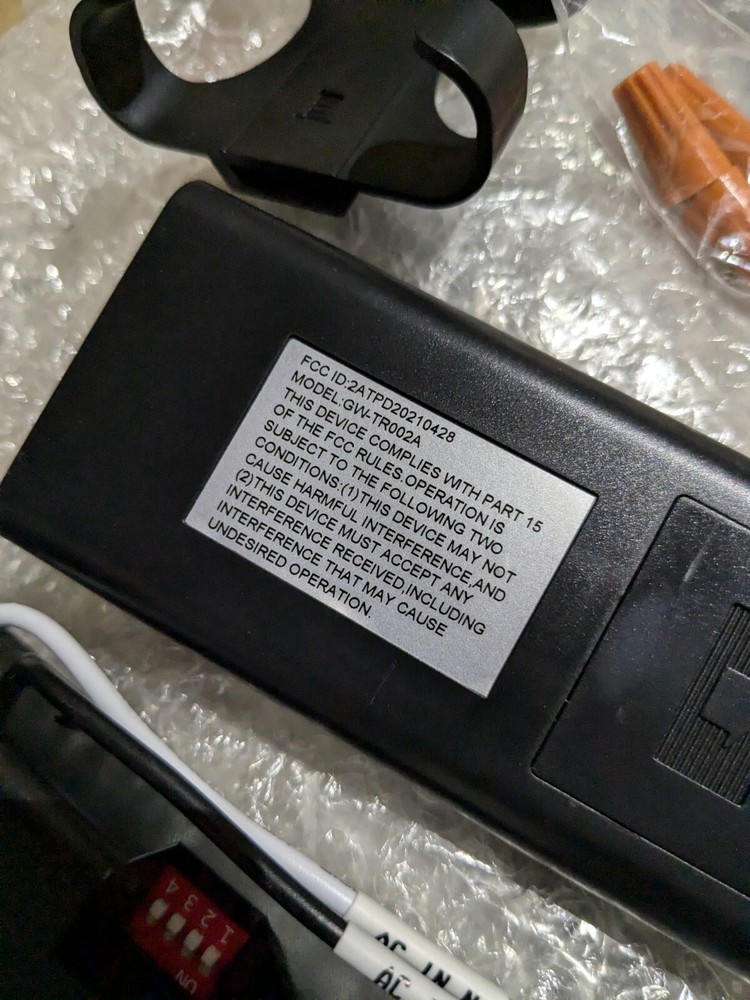 FCC ID:2ATPD20210428
MODEL:GW-TR002A
THIS DEVICE COMPLIES WITH PART 15
OF THE FCC RULES.OPERATION IS
SUBJECT TO THE FOLLOWING TWO
CONDITIONS:(1)THIS DEVICE MAY NOT
CAUSE HARMFUL INTERFERENCE,AND
(2)THIS DEVICE MUST ACCEPT ANY
INTERFERENCE RECEIVED,INCLUDING
INTERFERENCE THAT MAY CAUSE
UNDESIRED OPERATION.
1 2 3 4
ON
AC IN N
AC